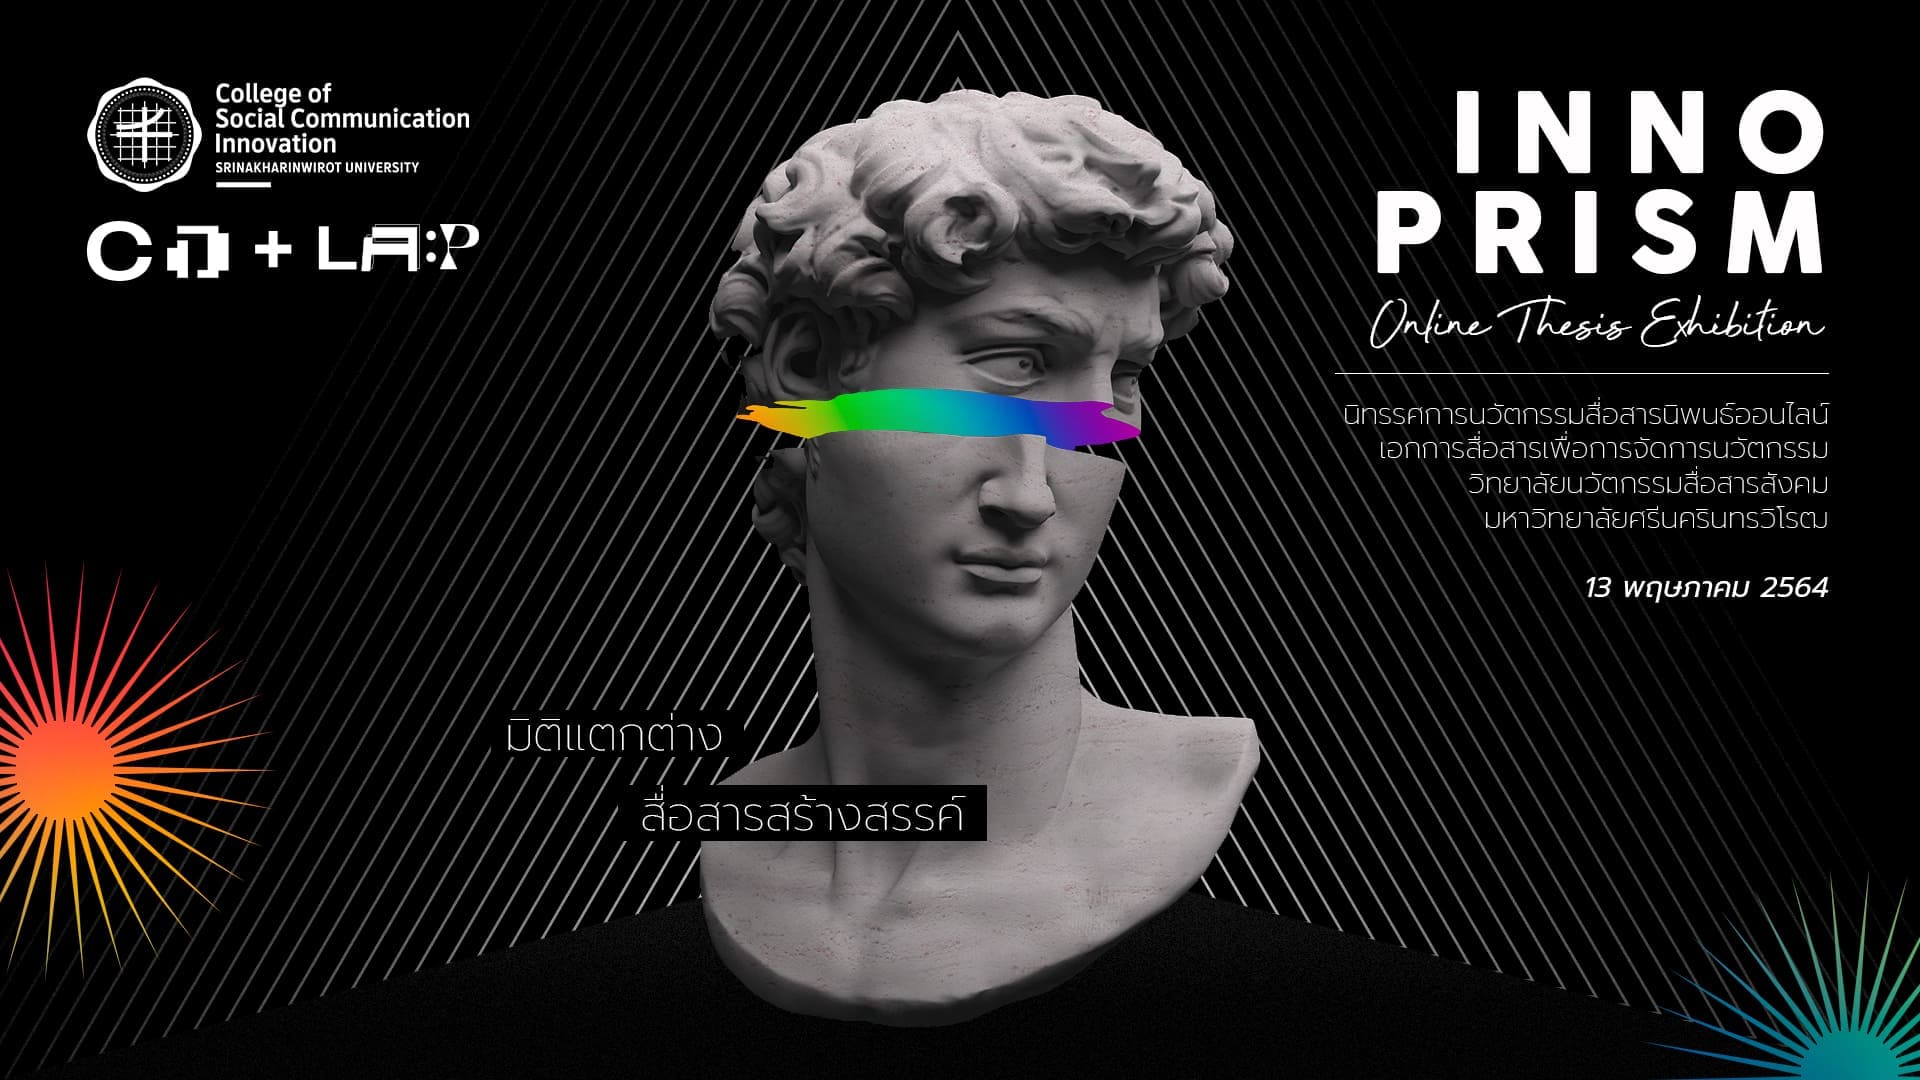 College of
Social Communication
Innovation
SRINAKHARINWIROT UNIVERSITY
+ LA:P
INNO
PRISM
Online Thesis Exhibition
นิทรรศการนวัตกรรมสื่อสารนิพนธ์ออนไลน์
เอกการสื่อสารเพื่อการจัดการนวัตกรรม
วิทยาลัยนวัตกรรมสื่อสารสังคม
มหาวิทยาลัยศรีนครินทรวิโรฒ
13 พฤษภาคม 2564
มิติแตกต่าง
สื่อสารสร้างสรรค์